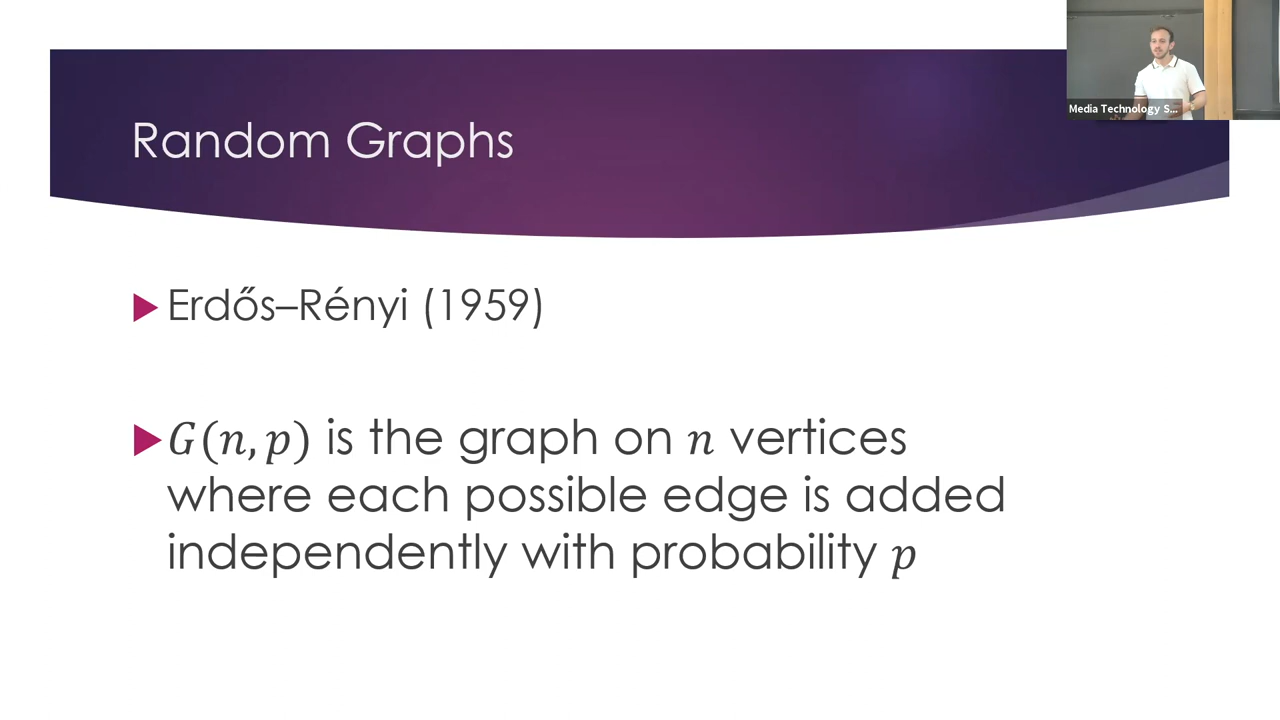 Media Technology S...
Random Graphs
Erdős–Rényi (1959)
G(n, p) is the graph on n vertices
where each possible edge is added
independently with probability p